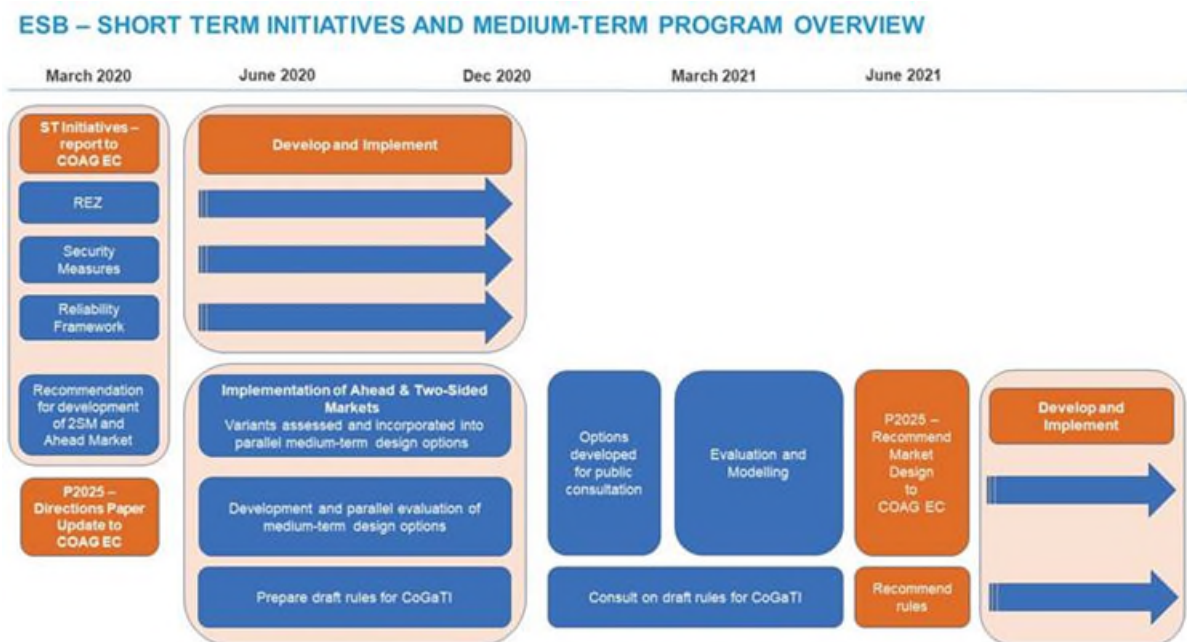 ESB – SHORT TERM INITIATIVES AND MEDIUM-TERM PROGRAM OVERVIEW
March 2020
June 2020
Dec 2020
March 2021
June 2021
ST Initiatives –
report to
COAG EC
Develop and Implement
REZ
Security
Measures
Reliability
Framework
Recommendation
for development
of 2SM and
Ahead Market
Implementation of Ahead & Two-Sided
Markets
Variants assessed and incorporated into
parallel medium-term design options
Options
developed
for public
consultation
Evaluation and
Modelling
P2025 –
Recommend
Market
Design
to
COAG EC
Develop and
Implement
P2025 –
Directions Paper
Update to
COAG EC
Development and parallel evaluation of
medium-term design options
Prepare draft rules for CoGaTI
Consult on draft rules for CoGaTI
Recommend
rules